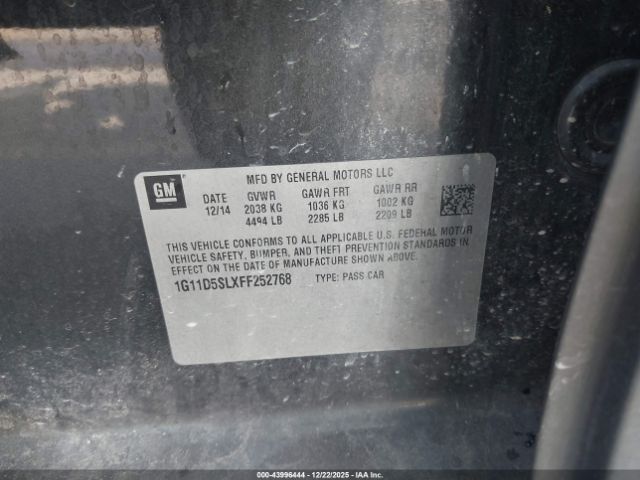 GM
MFD BY GENERAL MOTORS LLC
DATE GVWR GAWR FRT GAWR RR
12/14 2038 KG 1036 KG 1002 KG
4494 LB 2285 LB 2209 LB
THIS VEHICLE CONFORMS TO ALL APPLICABLE U.S. FEDERAL MOTOR
VEHICLE SAFETY, BUMPER, AND THEFT PREVENTION STANDARDS IN
EFFECT ON THE DATE OF MANUFACTURE SHOWN ABOVE.
1G11D5SLXFF252768 TYPE: PASS CAR
000-43996444 - 12/22/2025 - IAAI.COM